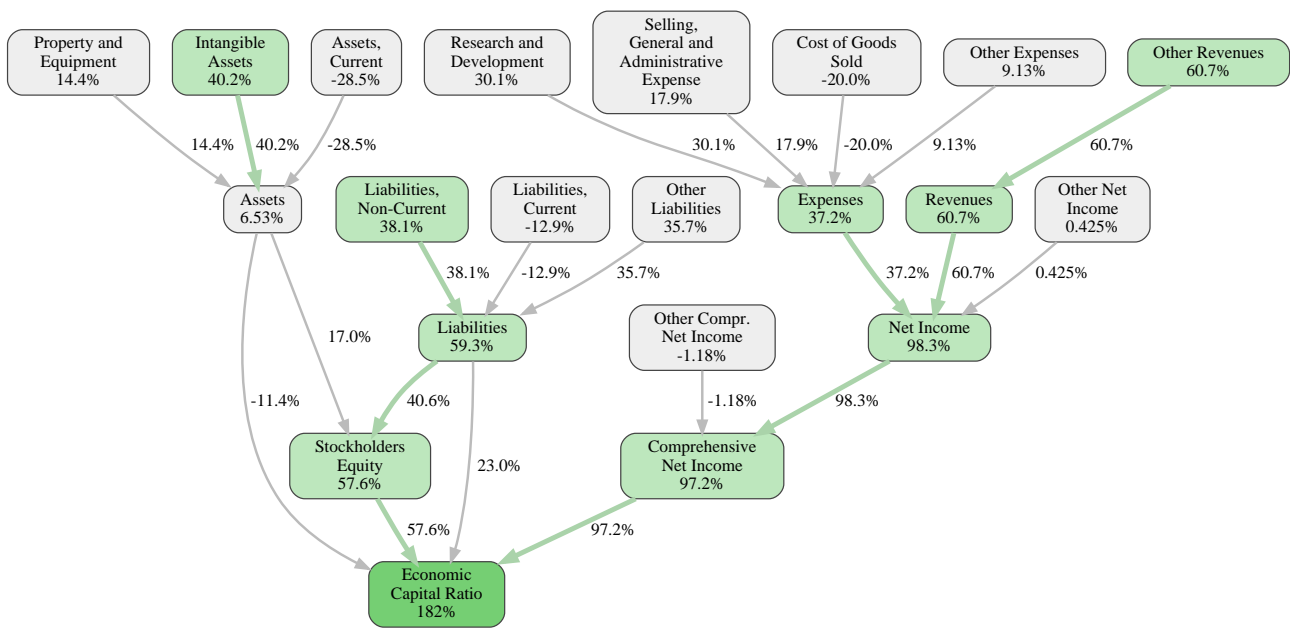 Property and
Equipment
14.4%
Intangible
Assets
40.2%
Assets,
Current
-28.5%
Research and
Development
30.1%
Selling,
General and
Administrative
Expense
17.9%
Cost of Goods
Sold
-20.0%
Other Expenses
9.13%
Other Revenues
60.7%
14.4%
40.2%
-28.5%
30.1%
17.9%
-20.0%
9.13%
60.7%
Assets
6.53%
Liabilities,
Non-Current
38.1%
Liabilities,
Current
-12.9%
Other
Liabilities
35.7%
Expenses
37.2%
Revenues
60.7%
Other Net
Income
0.425%
38.1%
-12.9%
35.7%
37.2%
60.7%
0.425%
Liabilities
59.3%
Other Compr.
Net Income
-1.18%
Net Income
98.3%
17.0%
-11.4%
40.6%
-1.18%
98.3%
Stockholders
Equity
57.6%
23.0%
Comprehensive
Net Income
97.2%
57.6%
97.2%
Economic
Capital Ratio
182%